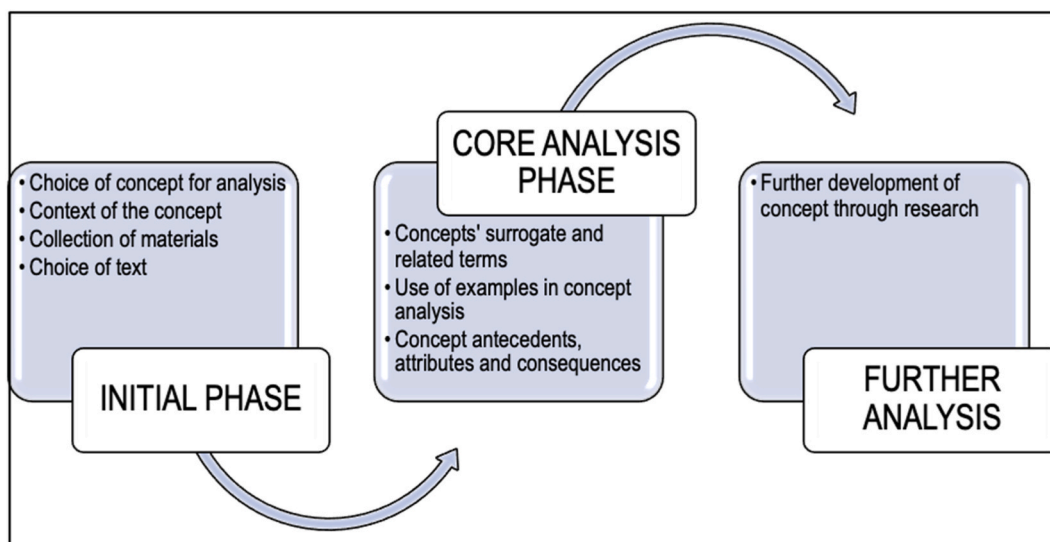 • Choice of concept for analysis
• Context of the concept
• Collection of materials
• Choice of text
INITIAL PHASE
CORE ANALYSIS
PHASE
• Concepts' surrogate and
related terms
• Use of examples in concept
analysis
• Concept antecedents,
attributes and consequences
• Further development of
concept through research
FURTHER
ANALYSIS